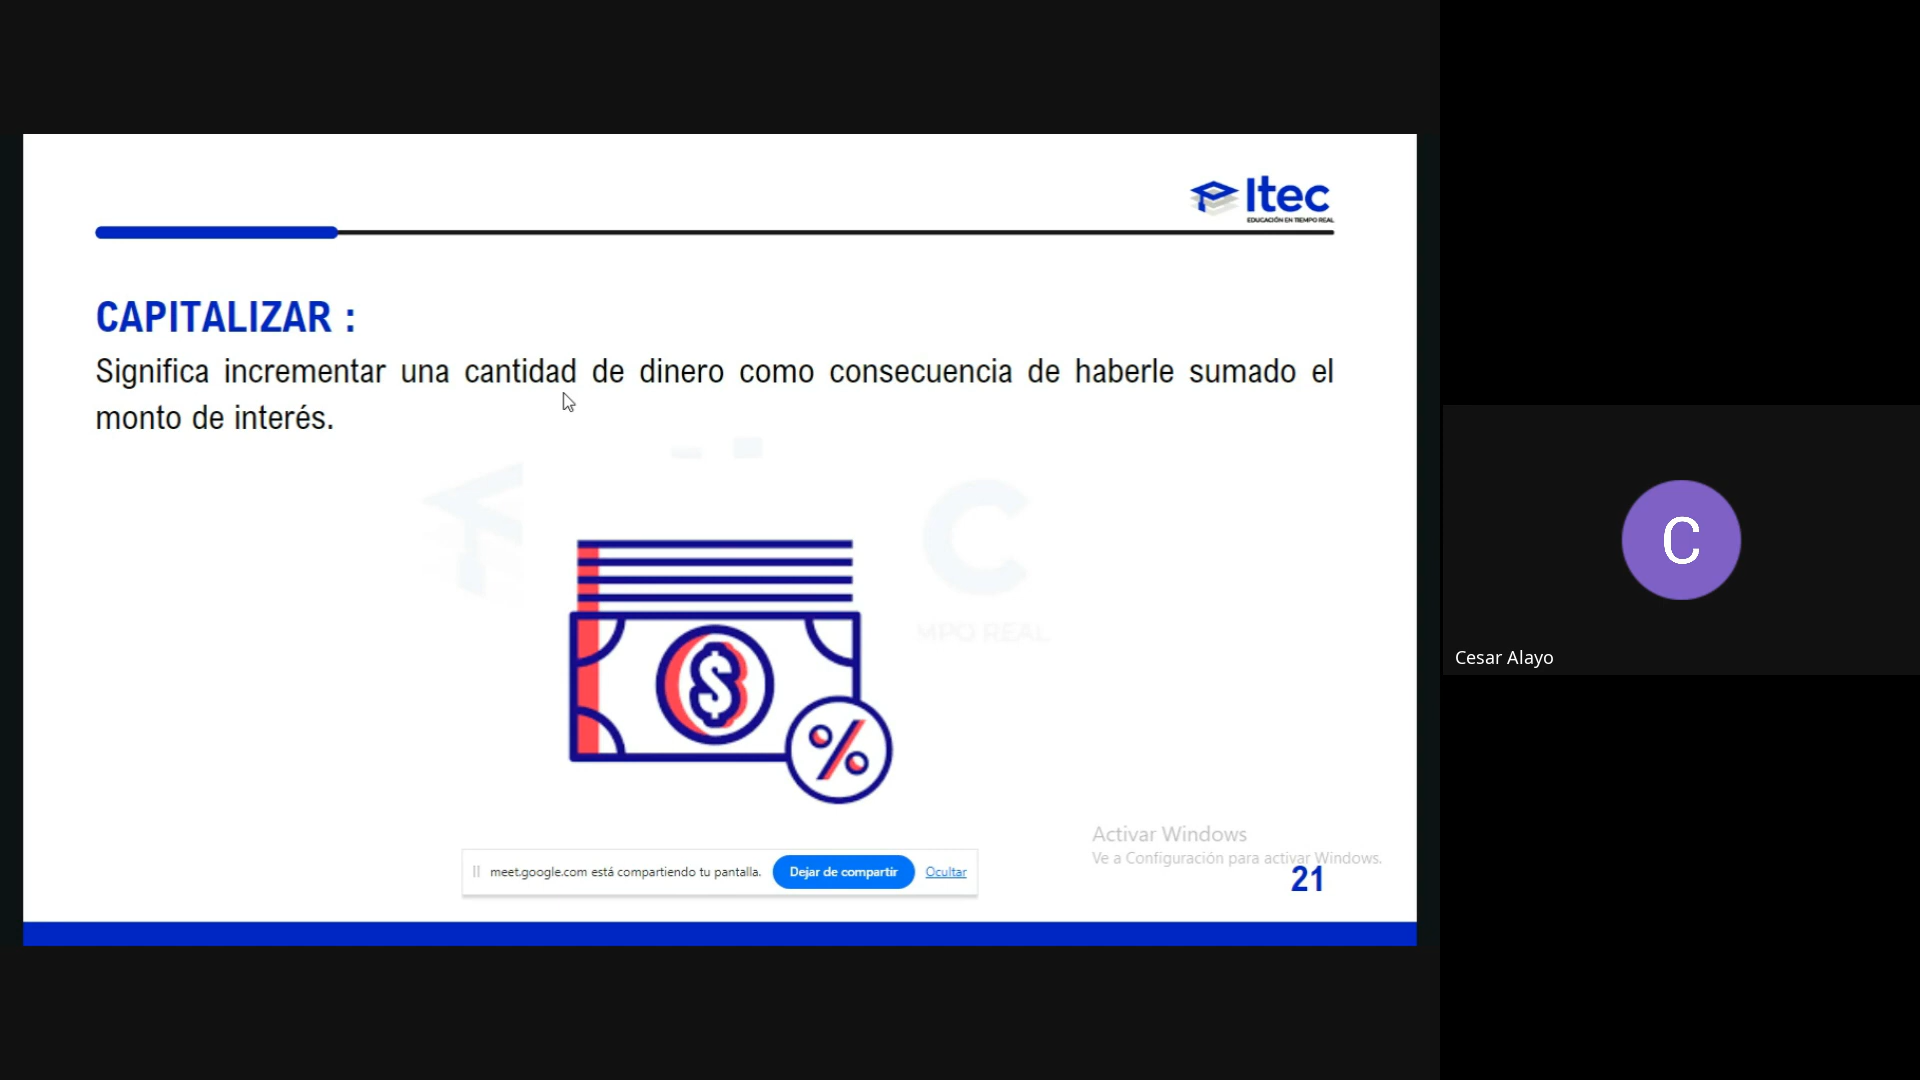 Itec
EDUCACIÓN EN TIEMPO REAL
CAPITALIZAR :
Significa incrementar una cantidad de dinero como consecuencia de haberle sumado el
monto de interés.
C
MPO REAL
$
%
C
Cesar Alayo
Activar Windows
Ve a Configuración para activar Windows.
meet.google.com está compartiendo tu pantalla. Dejar de compartir Ocultar
21